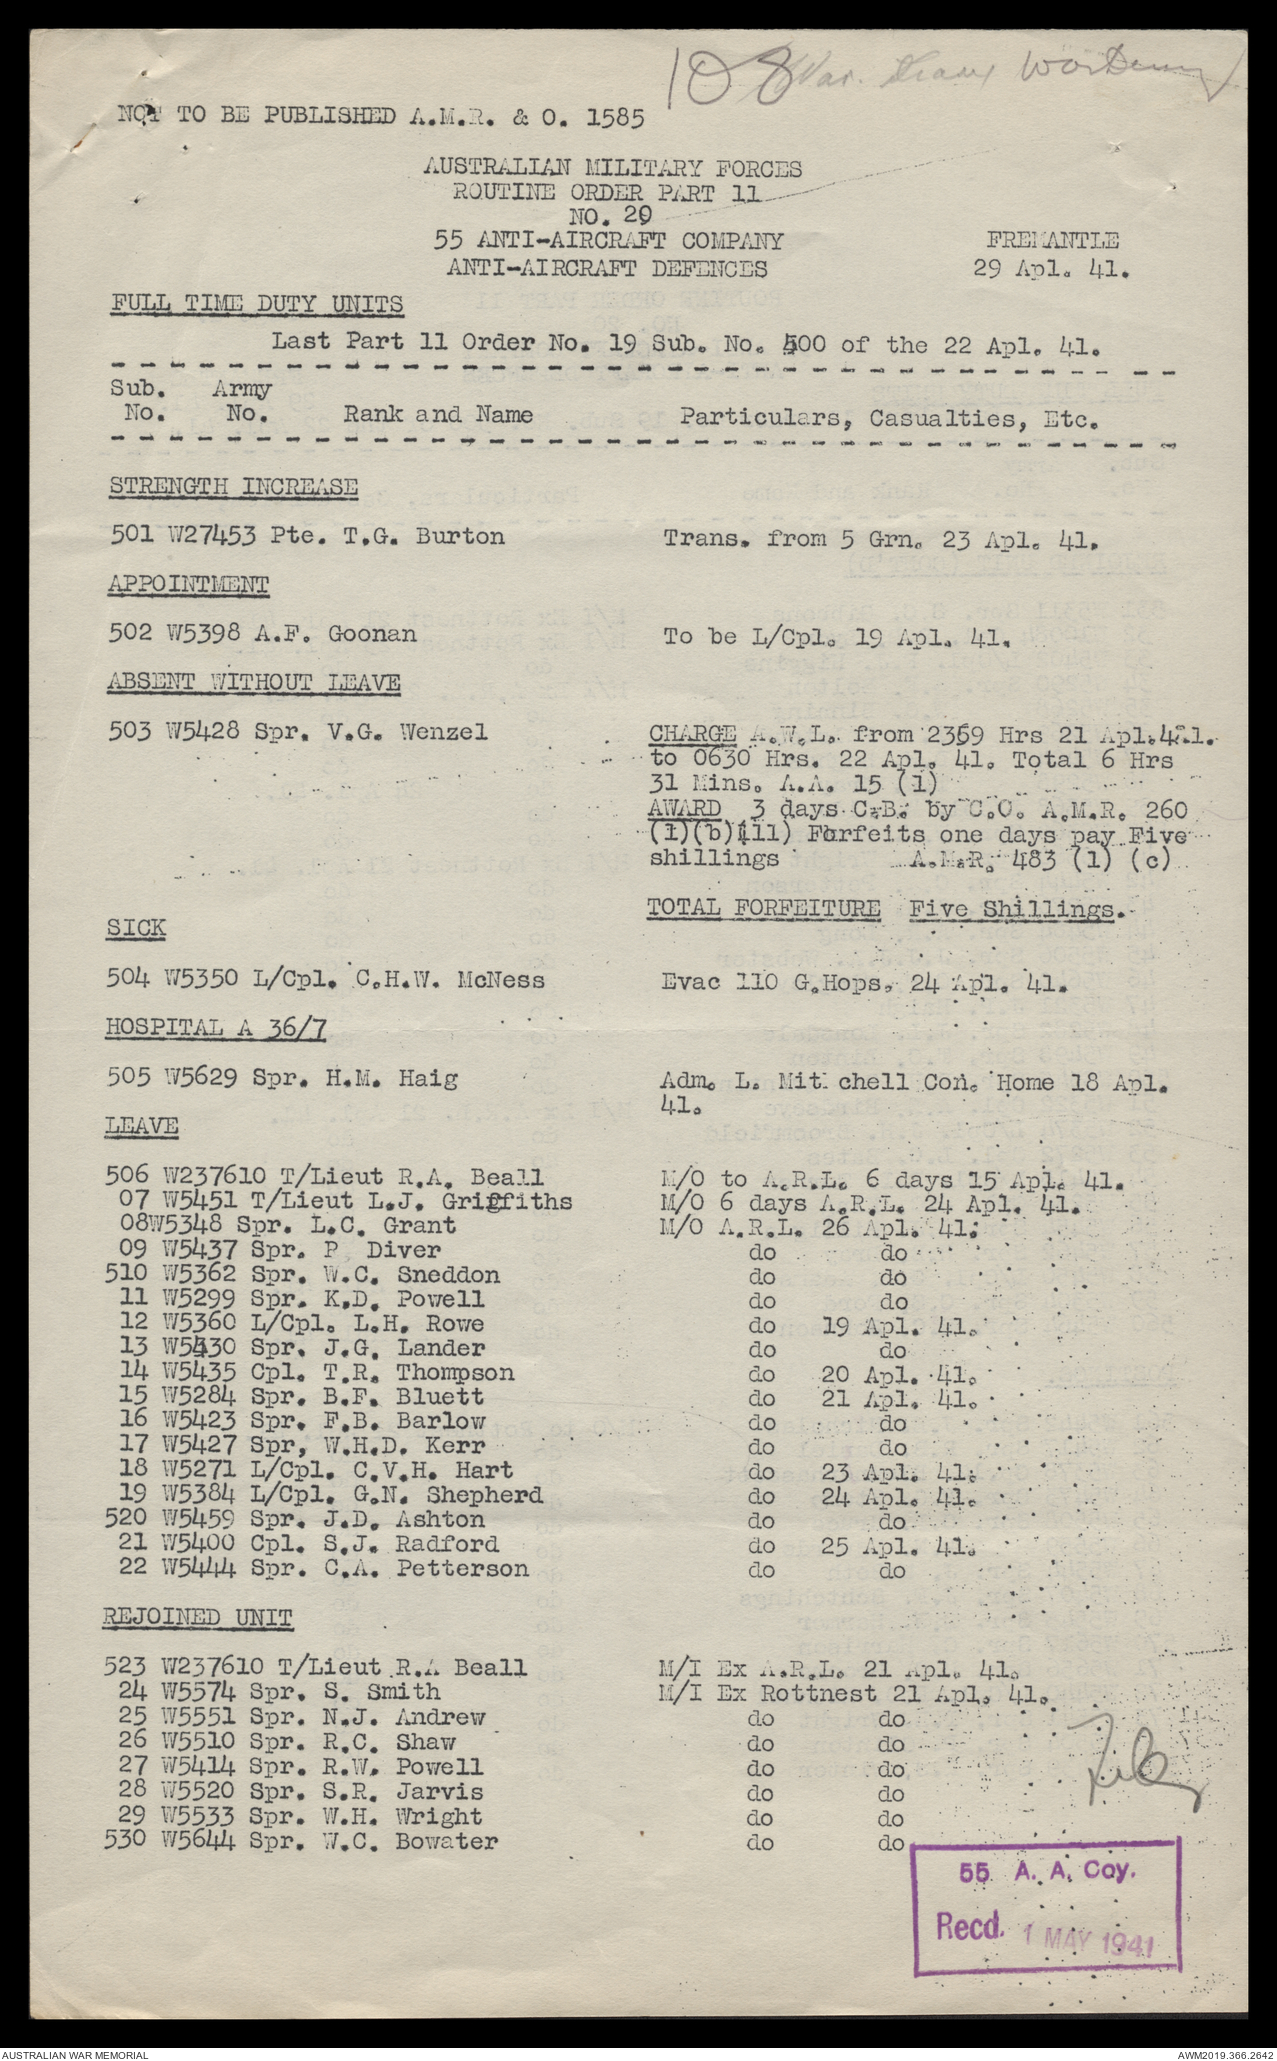 108
NOT TO BE PUBLISHED A.M.R. & O. 1585
AUSTRALIAN MILITARY FORCES
ROUTINE ORDER PART 11
NO. 20
55 ANTI-AIRCRAFT COMPANY FREMANTLE
ANTI-AIRCRAFT DEFENCES 29 Apl. 41.
FULL TIME DUTY UNITS
Last Part 11 Order No. 19 Sub. No. 500 of the 22 Apl. 41.
Sub. Army
No. No. Rank and Name Particulars, Casualties, Etc.
STRENGTH INCREASE
501 W27453 Pte. T.G. Burton Trans. from 5 Grn. 23 Apl. 41.
APPOINTMENT
502 W5398 A.F. Goonan To be L/Cpl. 19 Apl. 41.
ABSENT WITHOUT LEAVE
503 W5428 Spr. V.G. Wenzel CHARGE A.W.L. from 2359 Hrs 21 Apl.41.
to 0630 Hrs. 22 Apl. 41. Total 6 Hrs
31 Mins. A.A. 15 (1)
AWARD 3 days C.B. by C.O. A.M.R. 260
(1)(b)(111) Forfeits one days pay Five
shillings A.M.R. 483 (1) (c)
TOTAL FORFEITURE Five Shillings.
SICK
504 W5350 L/Cpl. C.H.W. McNess Evac 110 G.Hops. 24 Apl. 41.
HOSPITAL A 36/7
505 W5629 Spr. H.M. Haig Adm. L. Mitchell Con. Home 18 Apl.
41.
LEAVE
506 W237610 T/Lieut R.A. Beall M/O to A.R.L. 6 days 15 Apl. 41.
07 W5451 T/Lieut L.J. Griffiths M/O 6 days A.R.L. 24 Apl. 41.
08W5348 Spr. L.C. Grant M/O A.R.L. 26 Apl. 41.
09 W5437 Spr. P Diver do do
510 W5362 Spr. W.C. Sneddon do do
11 W5299 Spr. K.D. Powell do do
12 W5360 L/Cpl. L.H. Rowe do 19 Apl. 41.
13 W5430 Spr. J.G. Lander do do
14 W5435 Cpl. T.R. Thompson do 20 Apl. 41.
15 W5284 Spr. B.F. Bluett do 21 Apl. 41.
16 W5423 Spr. F.B. Barlow do do
17 W5427 Spr, W.H.D. Kerr do do
18 W5271 L/Cpl. C.V.H. Hart do 23 Apl. 41.
19 W5384 L/Cpl. G.N. Shepherd do 24 Apl. 41.
520 W5459 Spr. J.D. Ashton do do
21 W5400 Cpl. S.J. Radford do 25 Apl. 41.
22 W5444 Spr. C.A. Petterson do do
REJOINED UNIT
523 W237610 T/Lieut R.A Beall M/I Ex A.R.L. 21 Apl. 41.
24 W5574 Spr. S. Smith M/I Ex Rottnest 21 Apl. 41.
25 W5551 Spr. N.J. Andrew do do
26 W5510 Spr. R.C. Shaw do do
27 W5414 Spr. R.W. Powell do do
28 W5520 Spr. S.R. Jarvis do do
29 W5533 Spr. W.H. Wright do do
530 W5644 Spr. W.C. Bowater do do
55 A. A. Coy.
Recd. 1 MAY 1941
AUSTRALIAN WAR MEMORIAL AWM2019.366.2642